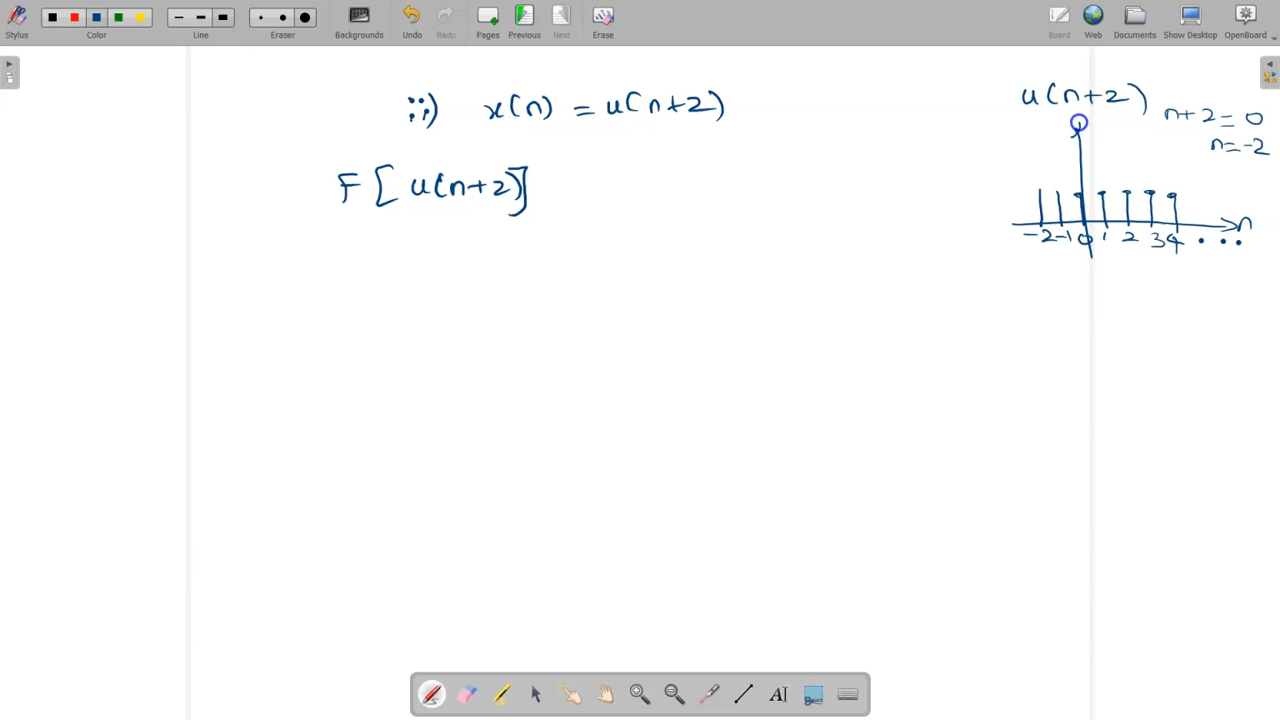 Stylus Color Line Eraser Backgrounds Undo Redo Pages Previous Next Erase Board Web Documents Show Desktop OpenBoard
ii) x(n) = u(n+2)
F[u(n+2)]
u(n+2)
n+2=0
n=-2
n
-2 -1 0 1 2 3 4 ...